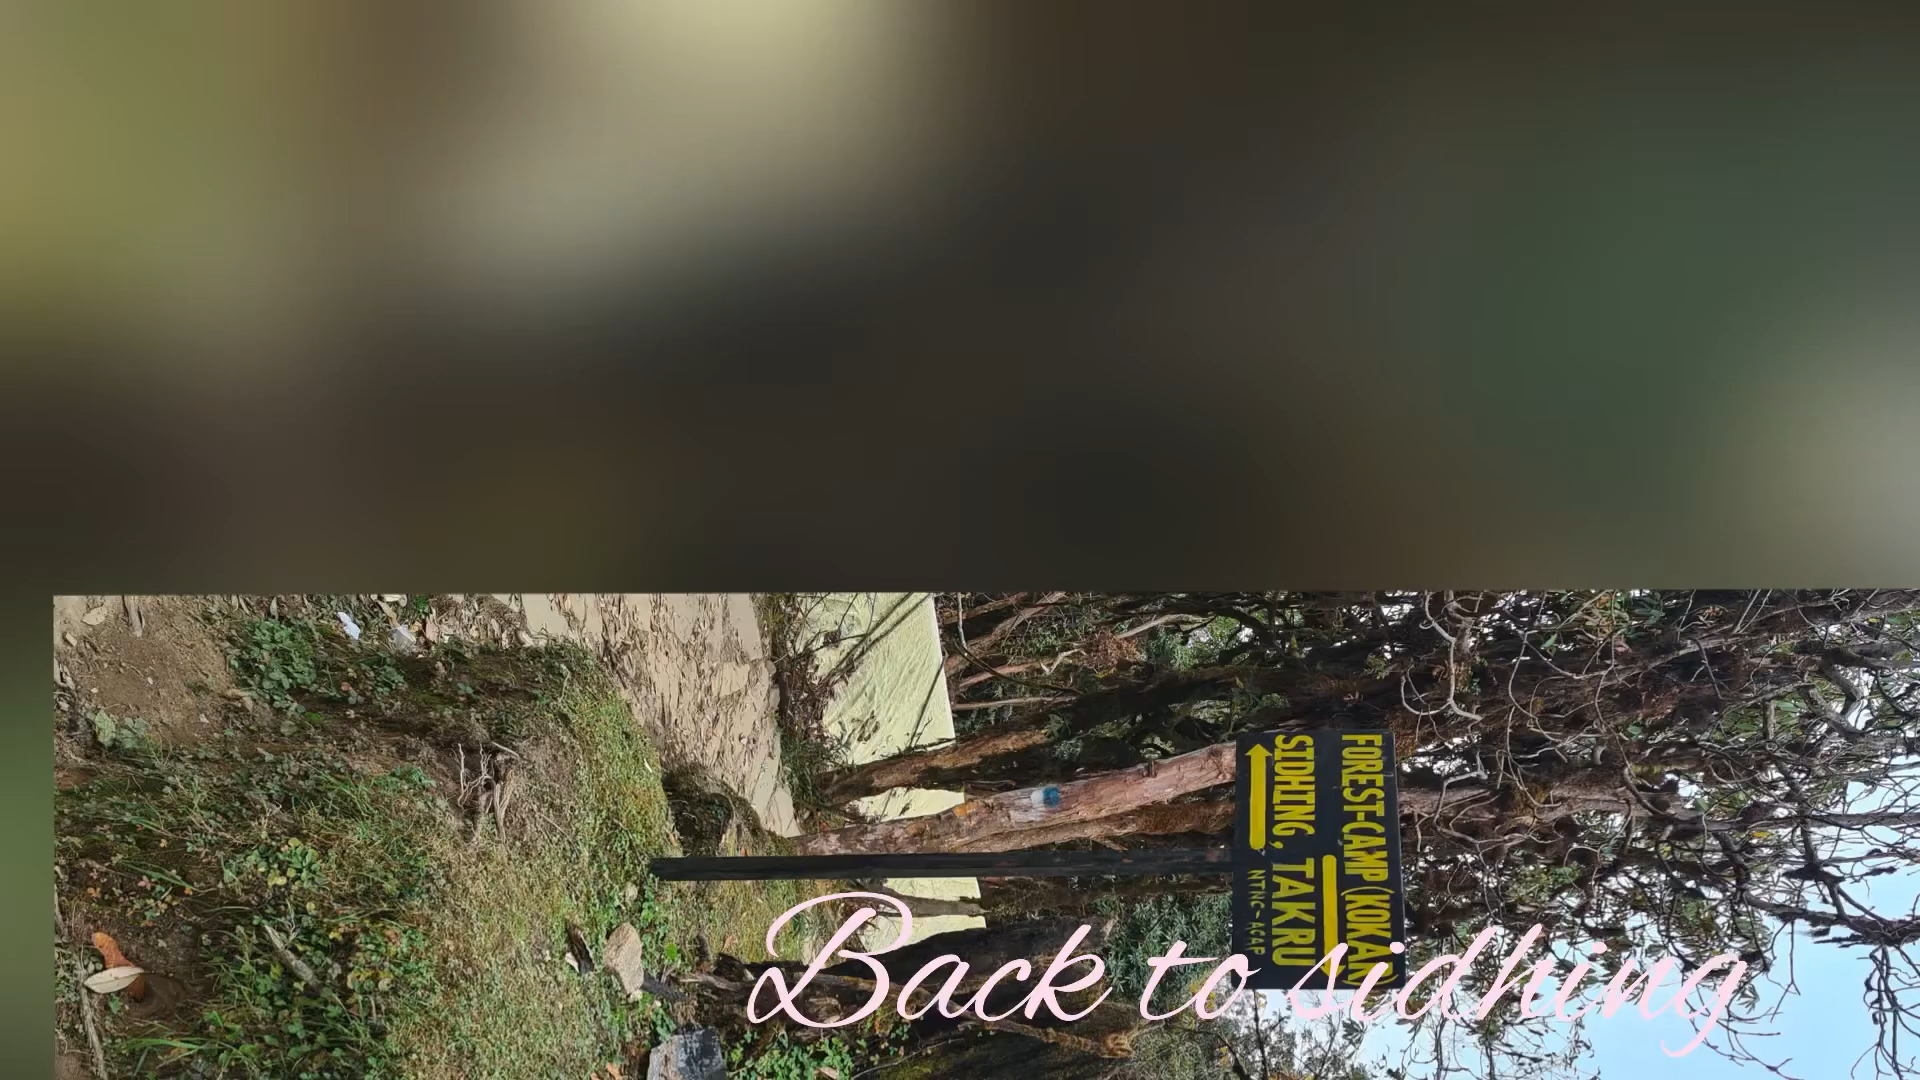 FOREST-CAMP (KOKAR)
SIDHING, TAKRU
NTNC-ACAP
Back to sidhing